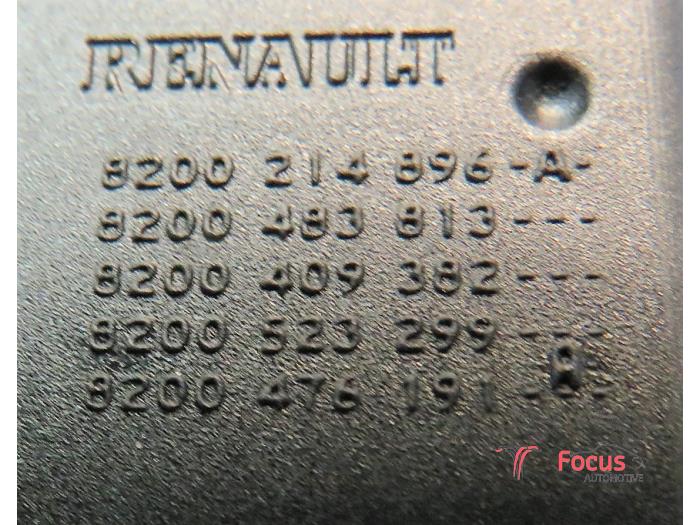 RENAULT
8200 214 896-A-
8200 483 813---
8200 409 382---
8200 523 299---
8200 476 191-B-
Focus
AUTOMOTIVE